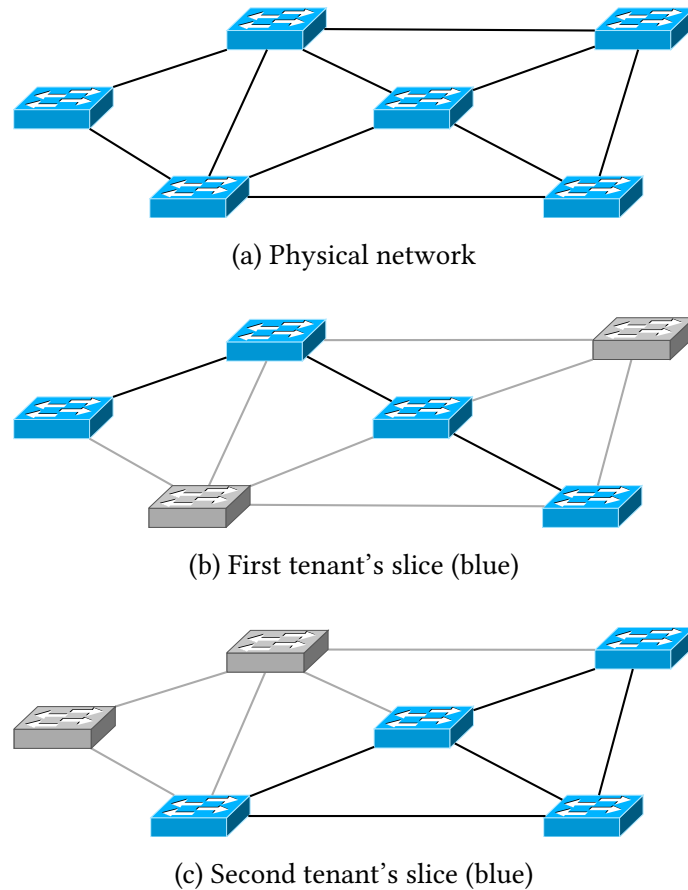 (a) Physical network
(b) First tenant’s slice (blue)
(c) Second tenant’s slice (blue)